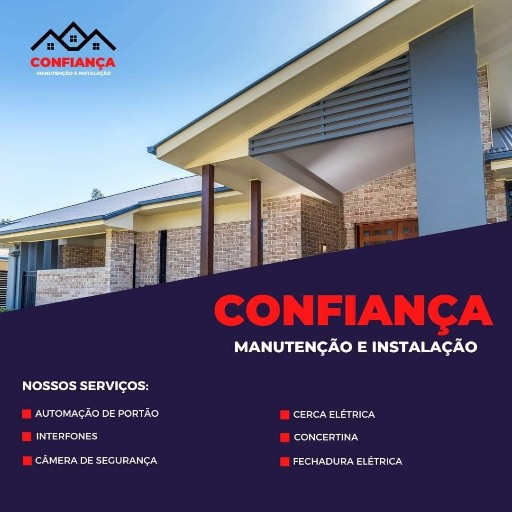 CONFIANÇA
MANUTENÇÃO E INSTALAÇÃO
CONFIANÇA
MANUTENÇÃO E INSTALAÇÃO
NOSSOS SERVIÇOS:
AUTOMAÇÃO DE PORTÃO
INTERFONES
CÂMERA DE SEGURANÇA
CERCA ELÉTRICA
CONCERTINA
FECHADURA ELÉTRICA